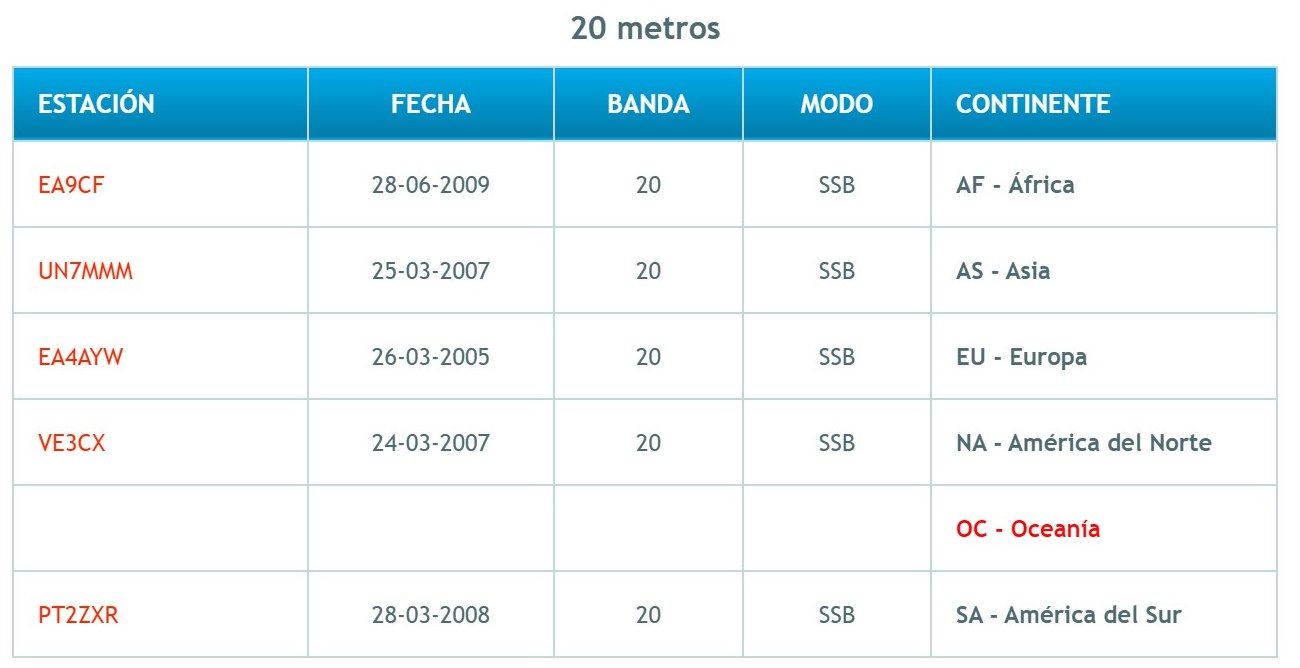 20 metros
ESTACIÓN FECHA BANDA MODO CONTINENTE
EA9CF 28-06-2009 20 SSB AF - África
UN7MMM 25-03-2007 20 SSB AS - Asia
EA4AYW 26-03-2005 20 SSB EU - Europa
VE3CX 24-03-2007 20 SSB NA - América del Norte
OC - Oceanía
PT2ZXR 28-03-2008 20 SSB SA - América del Sur